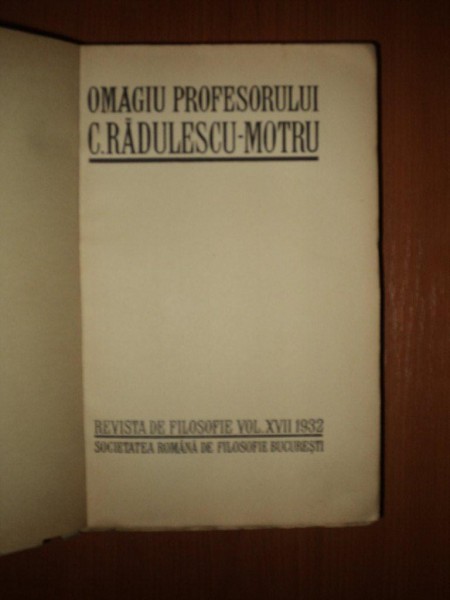 OMAGIU PROFESORULUI
C. RĂDULESCU-MOTRU
REVISTA DE FILOSOFIE VOL. XVII 1932
SOCIETATEA ROMÂNĂ DE FILOSOFIE BUCUREȘTI